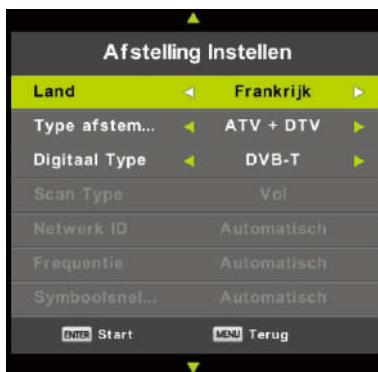 Afstelling Instellen
Land Frankrijk
Type afstem... ATV + DTV
Digitaal Type DVB-T
Scan Type Vol
Netwerk ID Automatisch
Frequentie Automatisch
Symboolsnel... Automatisch
ENTER Start MENU Terug